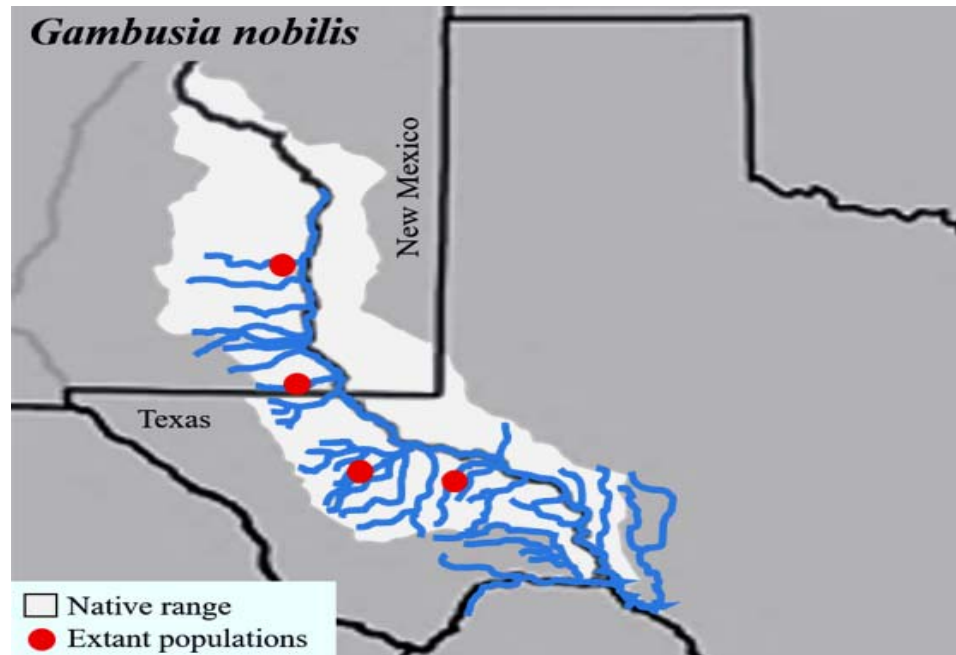 Gambusia nobilis
New Mexico
Texas
Native range
Extant populations